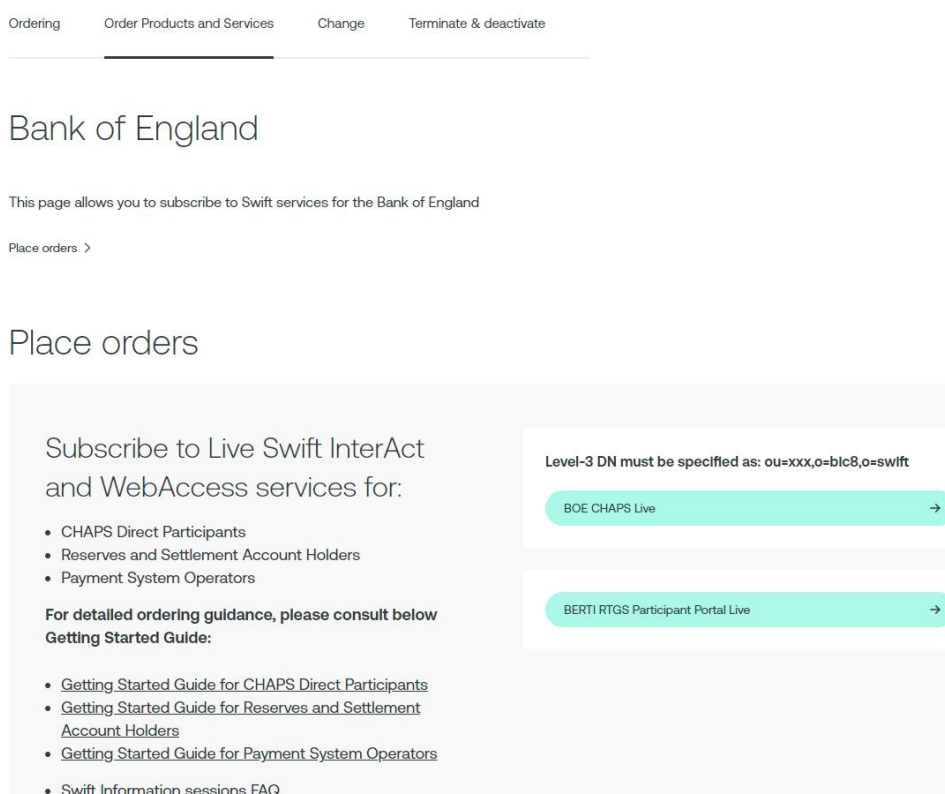 Ordering Order Products and Services Change Terminate & deactivate
Bank of England
This page allows you to subscribe to Swift services for the Bank of England
Place orders
Place orders
Subscribe to Live Swift InterAct
and WebAccess services for:
CHAPS Direct Participants
Reserves and Settlement Account Holders
Payment System Operators
For detailed ordering guidance, please consult below
Getting Started Guide:
Getting Started Guide for CHAPS Direct Participants
Getting Started Guide for Reserves and Settlement
Account Holders
Getting Started Guide for Payment System Operators
Swift Information sessions FAQ
Level-3 DN must be specified as: ou=xxx,o=bic8,o=swift
BOE CHAPS Live
BERTI RTGS Participant Portal Live